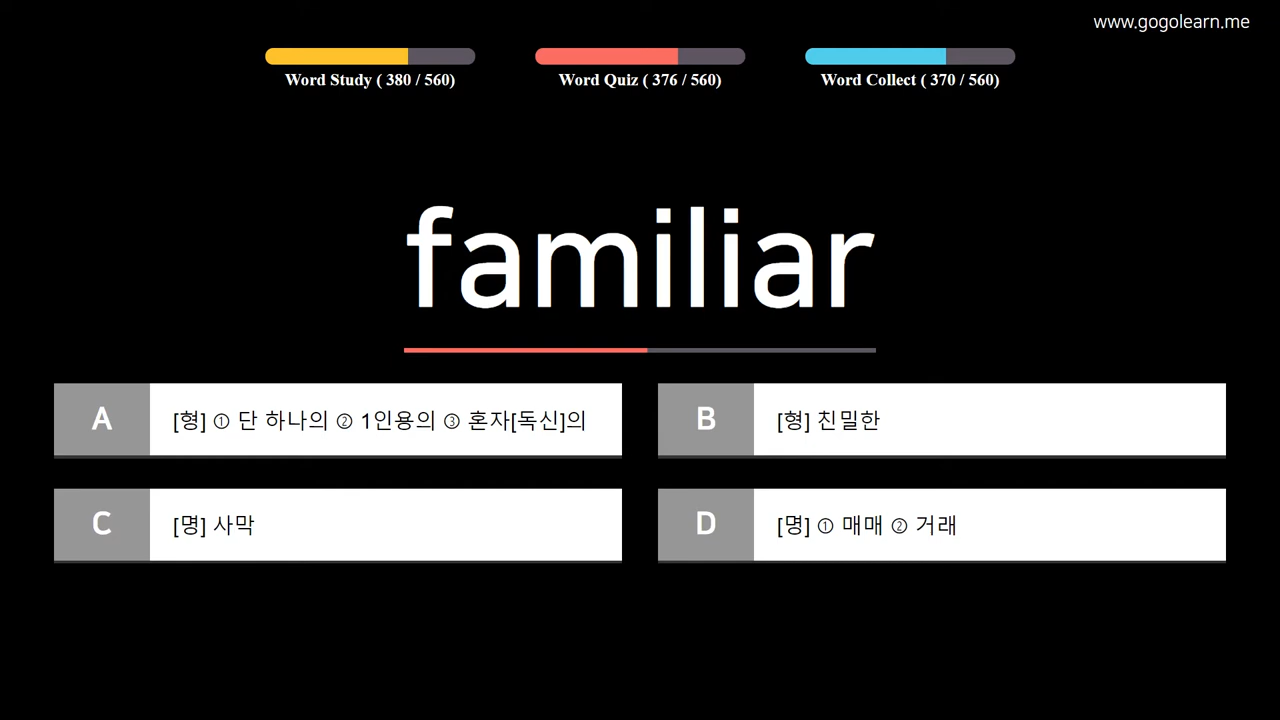 www.gogolearn.me
Word Study ( 380 / 560)
Word Quiz ( 376 / 560)
Word Collect ( 370 / 560)
familiar
A [형] ① 단 하나의 ② 1인용의 ③ 혼자[독신]의
B [형] 친밀한
C [명] 사막
D [명] ① 매매 ② 거래